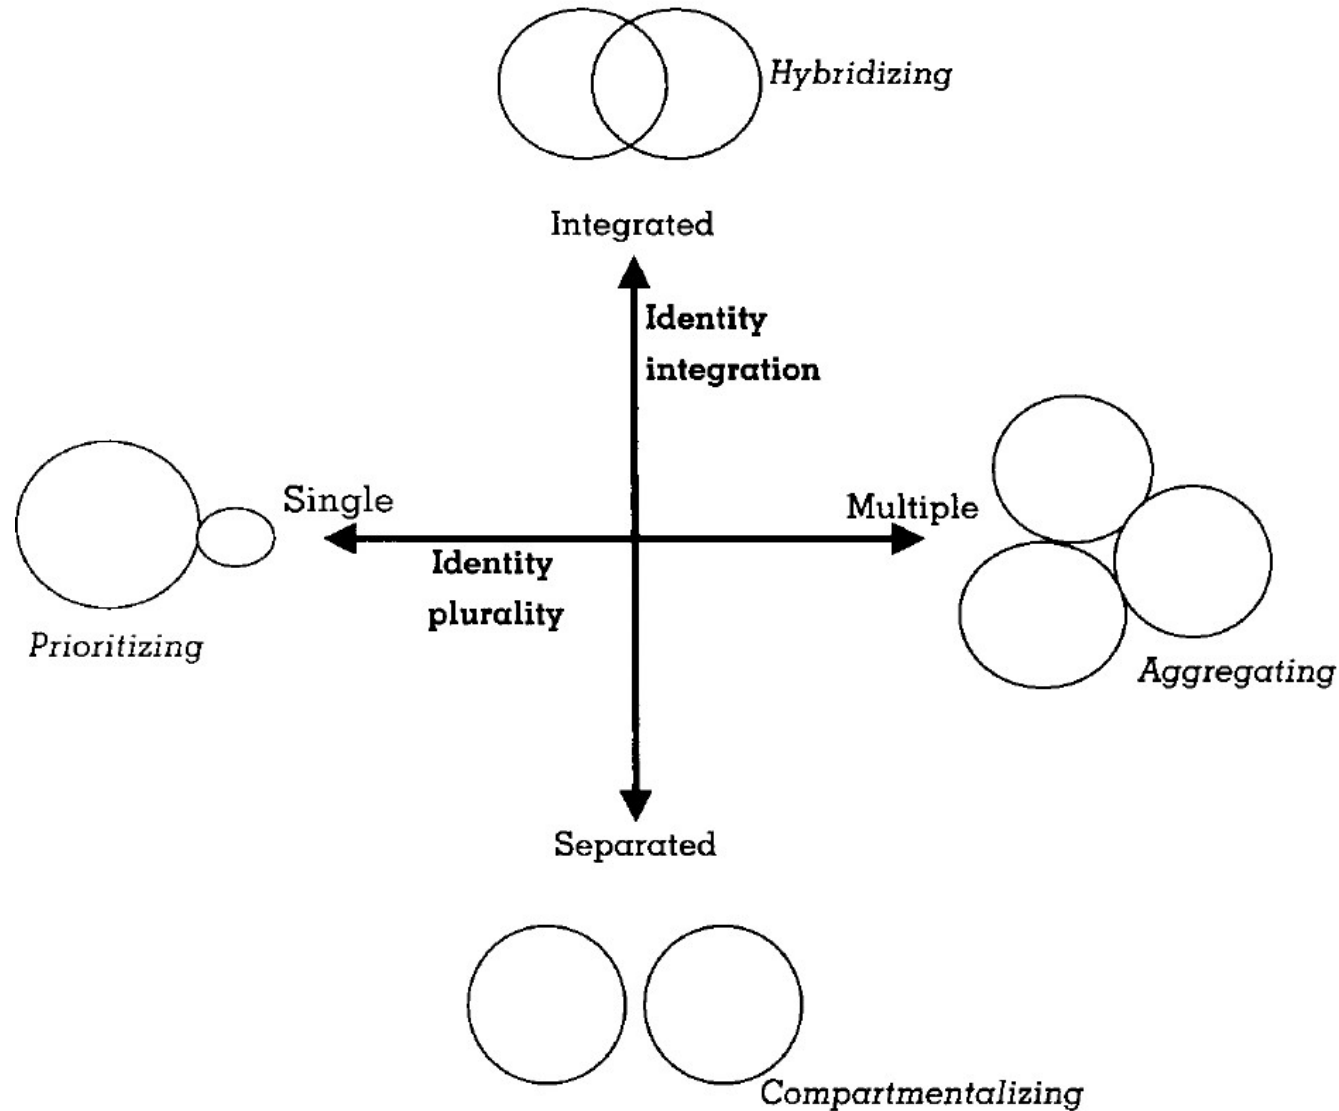 Hybridizing
Integrated
Identity
integration
Single
Multiple
Identity
plurality
Prioritizing
Aggregating
Separated
Compartmentalizing